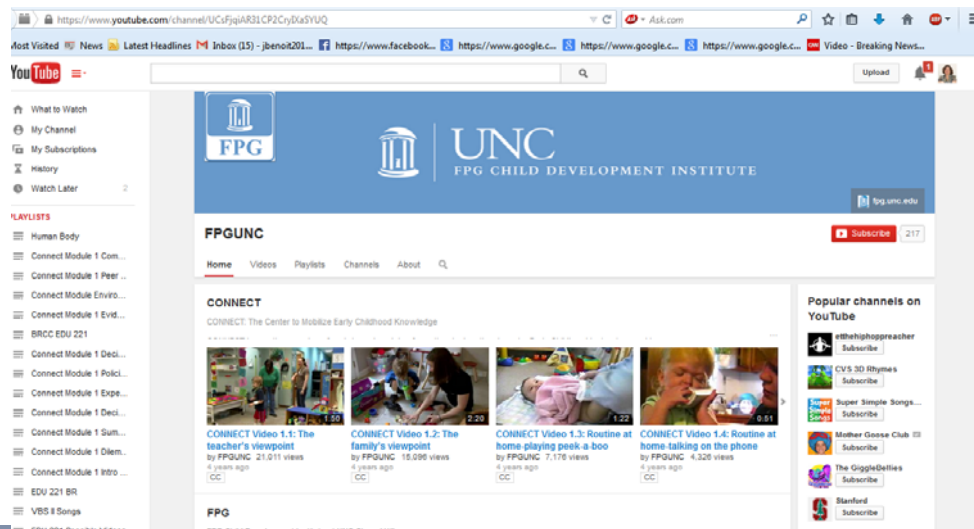 https://www.youtube.com/channel/UCsFjqiAR31CP2CryIXaSYUQ
Ask.com
Most Visited News Latest Headlines Inbox (15) - jbenoit201... https://www.facebook... https://www.google.c... https://www.google.c... https://www.google.c... Video - Breaking News...
YouTube
Upload
1
What to Watch
My Channel
My Subscriptions
History
Watch Later 2
PLAYLISTS
Human Body
Connect Module 1 Com...
Connect Module 1 Peer ...
Connect Module Enviro...
Connect Module 1 Evid...
BRCC EDU 221
Connect Module 1 Deci...
Connect Module 1 Polici...
Connect Module 1 Expe...
Connect Module 1 Deci...
Connect Module 1 Sum...
Connect Module 1 Dilem..
Connect Module 1 Intro ...
EDU 221 BR
VBS II Songs
FPG
UNC
FPG CHILD DEVELOPMENT INSTITUTE
fpg.unc.edu
FPGUNC
Subscribe 217
Home Videos Playlists Channels About
CONNECT
CONNECT: The Center to Mobilize Early Childhood Knowledge
1:50
CONNECT Video 1.1: The
teacher's viewpoint
by FPGUNC 21,011 views
4 years ago
CC
2:20
CONNECT Video 1.2: The
family's viewpoint
by FPGUNC 15,096 views
4 years ago
CC
1:22
CONNECT Video 1.3: Routine at
home-playing peek-a-boo
by FPGUNC 7,176 views
4 years ago
CC
0:51
CONNECT Video 1.4: Routine at
home-talking on the phone
by FPGUNC 4,326 views
4 years ago
CC
FPG
Popular channels on
YouTube
etthehiphoppreacher
Subscribe
CVS 3D Rhymes
Subscribe
Super Simple Songs...
Subscribe
Mother Goose Club
Subscribe
The GiggleBellies
Subscribe
Stanford
Subscribe